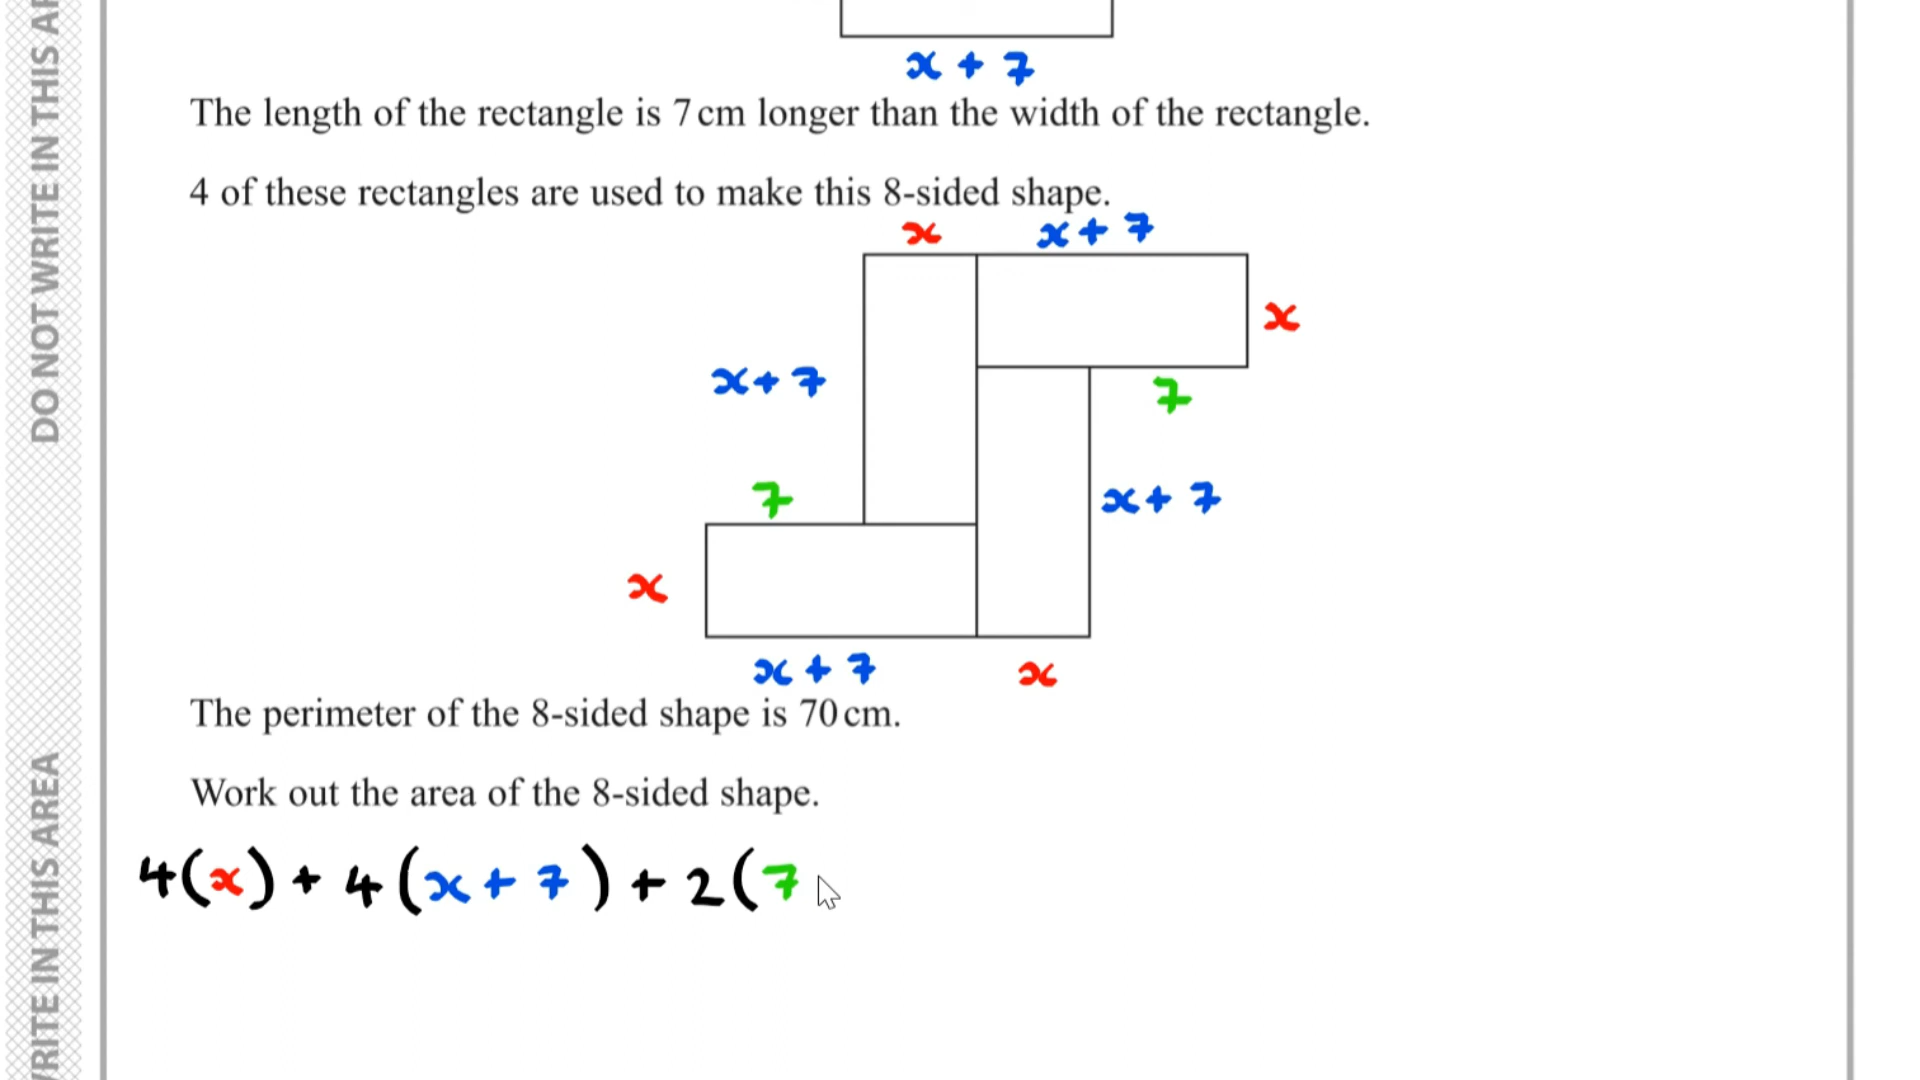 DO NOT WRITE IN THIS AR
x + 7
The length of the rectangle is 7 cm longer than the width of the rectangle.
4 of these rectangles are used to make this 8-sided shape.
x x + 7
x
x + 7
7
7
x + 7
x
x + 7 x
The perimeter of the 8-sided shape is 70 cm.
Work out the area of the 8-sided shape.
4(x) + 4(x + 7) + 2(7
WRITE IN THIS AREA